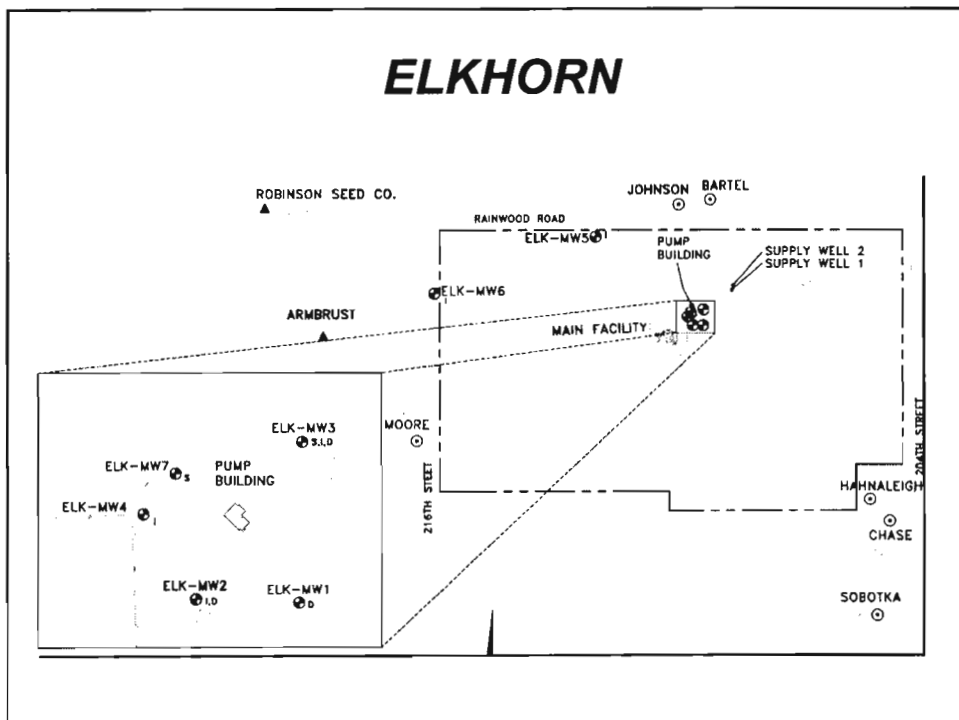 ELKHORN
ROBINSON SEED CO.
JOHNSON
BARTEL
RAINWOOD ROAD
ELK-MW5
I
PUMP
BUILDING
SUPPLY WELL 2
SUPPLY WELL 1
ELK-MW6
I
ARMBRUST
MAIN FACILITY
MOORE
216TH STEET
204TH STREET
HAHNALEIGH
CHASE
SOBOTKA
ELK-MW3
S,I,D
ELK-MW7
S
PUMP
BUILDING
ELK-MW4
I
ELK-MW2
I,D
ELK-MW1
D